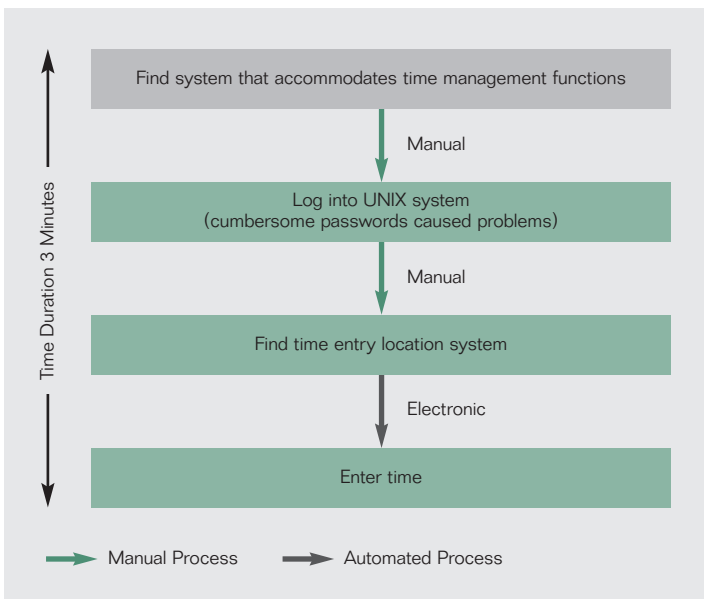 Find system that accommodates time management functions
Manual
Log into UNIX system
(cumbersome passwords caused problems)
Manual
Find time entry location system
Electronic
Enter time
Time Duration 3 Minutes
Manual Process
Automated Process